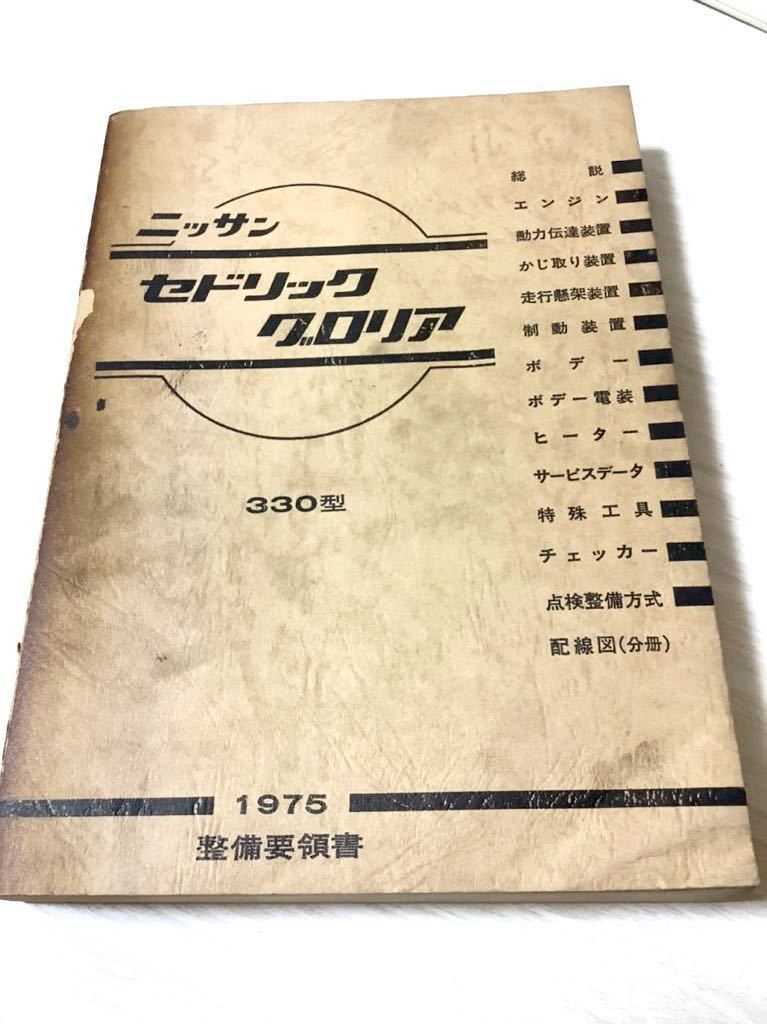 ニッサン
セドリック
グロリア
330型
総説
エンジン
動力伝達装置
かじ取り装置
走行懸架装置
制動装置
ボデー
ボデー電装
ヒーター
サービスデータ
特殊工具
チェッカー
点検整備方式
配線図(分冊)
1975
整備要領書